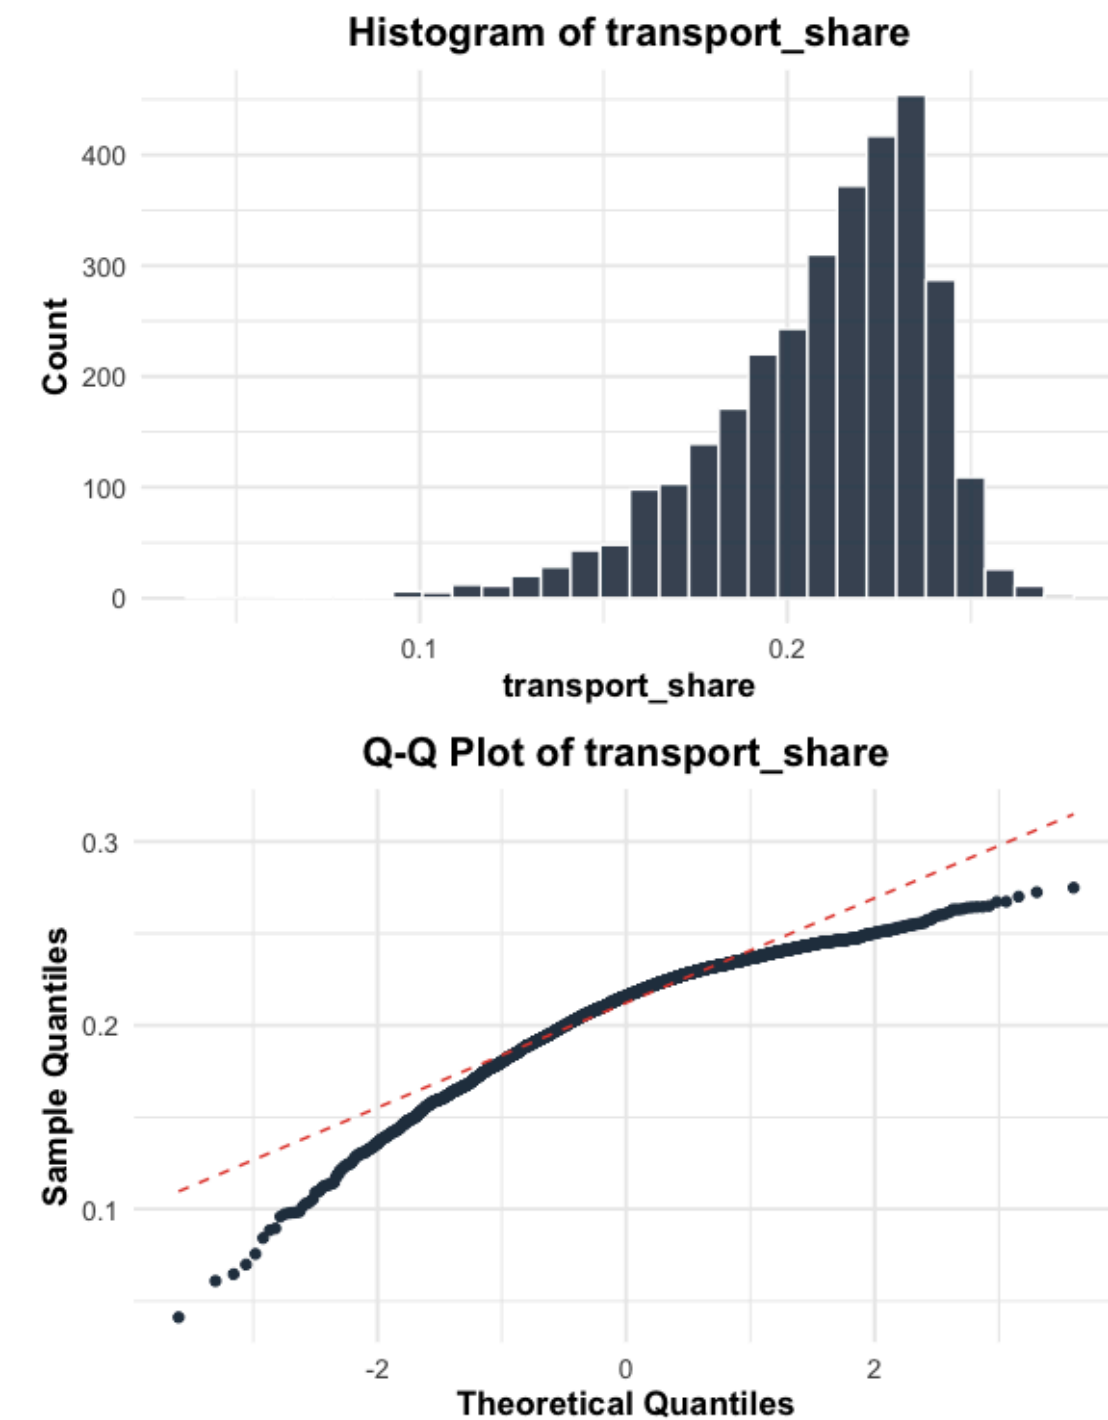 Histogram of transport_share
400
300
200
100
0
Count
0.1
0.2
transport_share
Q-Q Plot of transport_share
0.3
0.2
0.1
Sample Quantiles
-2
0
2
Theoretical Quantiles